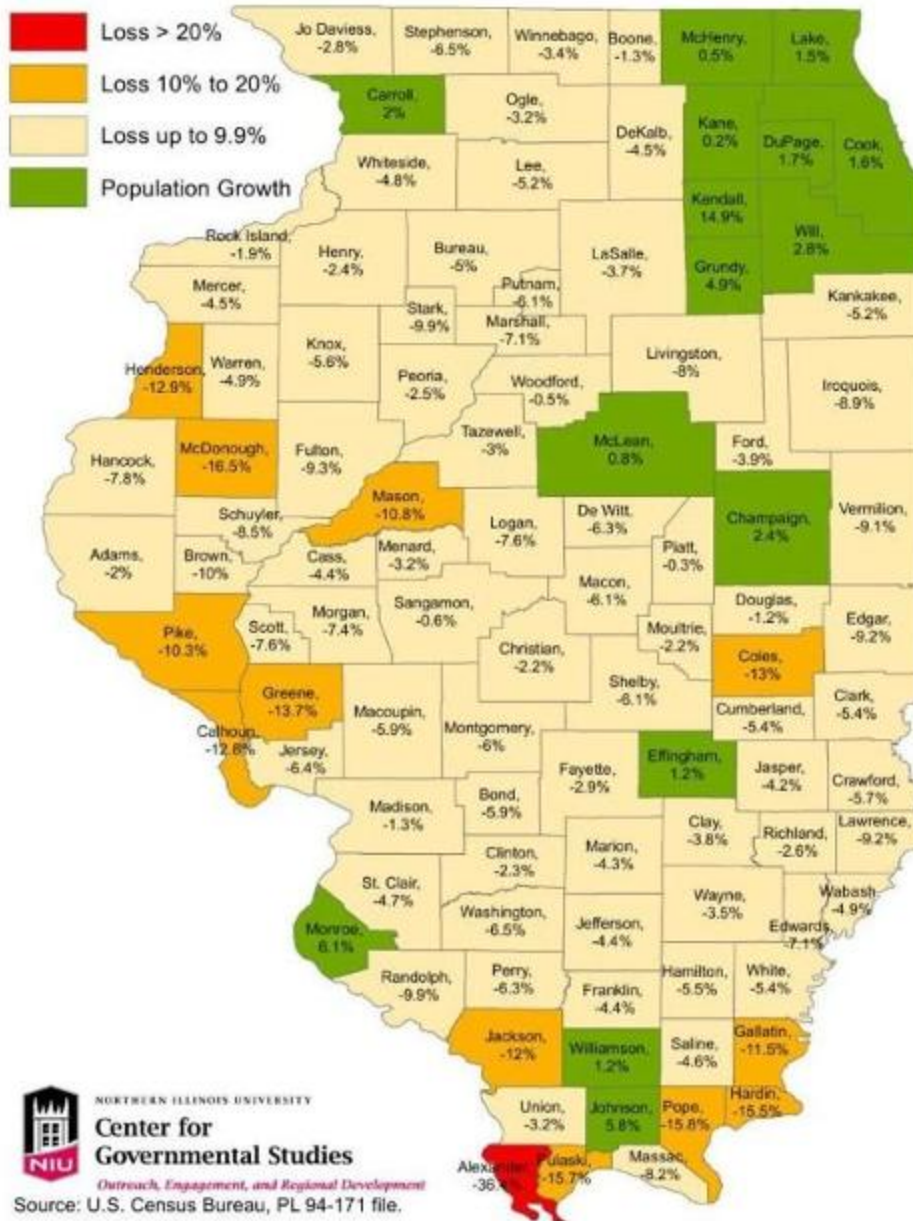 Loss > 20%
Loss 10% to 20%
Loss up to 9.9%
Population Growth
Jo Daviess,
-2.8%
Stephenson,
-6.5%
Winnebago,
-3.4%
Boone,
-1.3%
McHenry,
0.5%
Lake,
1.5%
Carroll,
2%
Ogle,
-3.2%
DeKalb,
-4.5%
Kane,
0.2%
DuPage,
1.7%
Cook,
1.6%
Whiteside,
-4.8%
Lee,
-5.2%
Kendall,
14.9%
Will,
2.8%
Rock Island,
-1.9%
Henry,
-2.4%
Bureau,
-5%
LaSalle,
-3.7%
Grundy,
4.9%
Mercer,
-4.5%
Putnam,
-6.1%
Kankakee,
-5.2%
Stark,
-9.9%
Marshall,
-7.1%
Knox,
-5.6%
Henderson,
-12.9%
Warren,
-4.9%
Peoria,
-2.5%
Woodford,
-0.5%
Livingston,
-8%
Iroquois,
-8.9%
Hancock,
-7.8%
McDonough,
-16.5%
Fulton,
-9.3%
Tazewell,
-3%
McLean,
0.8%
Ford,
-3.9%
Mason,
-10.8%
Schuyler,
-8.5%
Logan,
-7.6%
De Witt,
-6.3%
Champaign,
2.4%
Vermilion,
-9.1%
Adams,
-2%
Brown,
-10%
Cass,
-4.4%
Menard,
-3.2%
Piatt,
-0.3%
Macon,
-6.1%
Pike,
-10.3%
Scott,
-7.6%
Morgan,
-7.4%
Sangamon,
-0.6%
Christian,
-2.2%
Moultrie,
-2.2%
Douglas,
-1.2%
Edgar,
-9.2%
Coles,
-13%
Greene,
-13.7%
Macoupin,
-5.9%
Montgomery,
-6%
Shelby,
-6.1%
Cumberland,
-5.4%
Clark,
-5.4%
Calhoun,
-12.8%
Jersey,
-6.4%
Fayette,
-2.9%
Effingham,
1.2%
Jasper,
-4.2%
Crawford,
-5.7%
Madison,
-1.3%
Bond,
-5.9%
Clay,
-3.8%
Richland,
-2.6%
Lawrence,
-9.2%
Clinton,
-2.3%
Marion,
-4.3%
St. Clair,
-4.7%
Wayne,
-3.5%
Wabash,
-4.9%
Edwards,
-7.1%
Monroe,
6.1%
Washington,
-6.5%
Jefferson,
-4.4%
Randolph,
-9.9%
Perry,
-6.3%
Franklin,
-4.4%
Hamilton,
-5.5%
White,
-5.4%
Jackson,
-12%
Williamson,
1.2%
Saline,
-4.6%
Gallatin,
-11.5%
Union,
-3.2%
Johnson,
5.8%
Pope,
-15.8%
Hardin,
-15.5%
Alexander,
Pulaski,
-15.7%
Massac,
-8.2%
NIU
NORTHERN ILLINOIS UNIVERSITY
Center for
Governmental Studies
Outreach, Engagement, and Regional Development
Source: U.S. Census Bureau, PL 94-171 file.